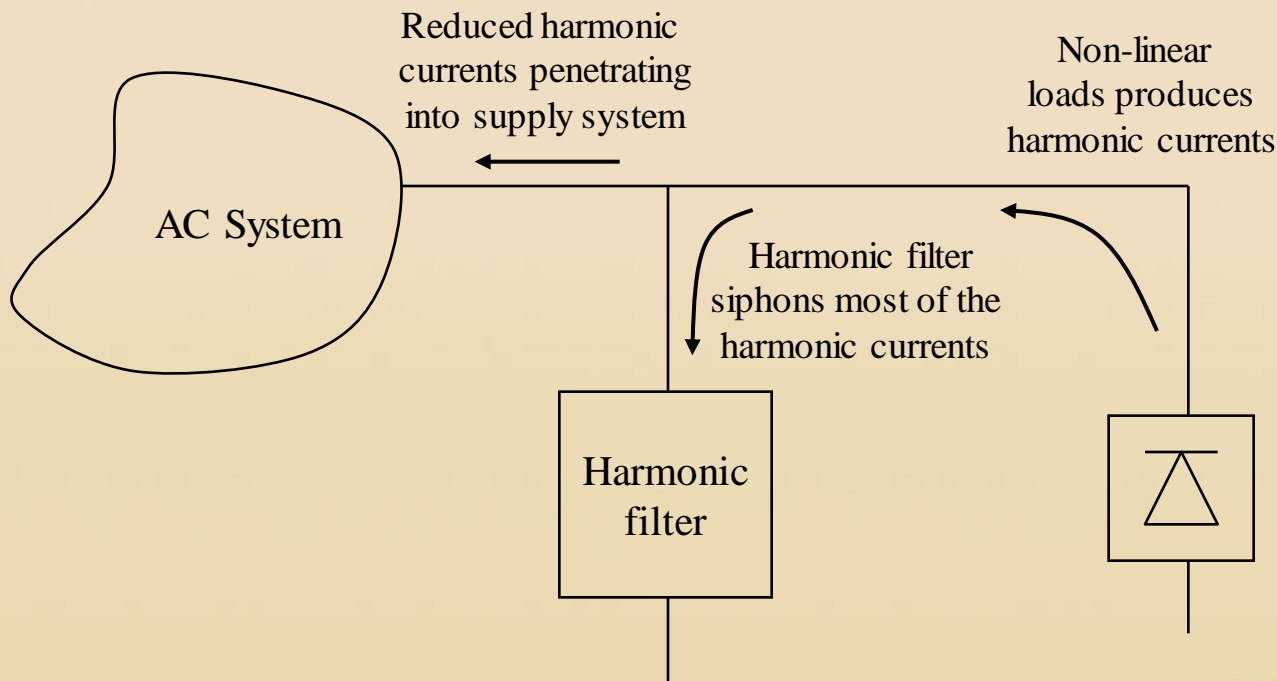 Reduced harmonic
currents penetrating
into supply system
Non-linear
loads produces
harmonic currents
AC System
Harmonic filter
siphons most of the
harmonic currents
Harmonic
filter